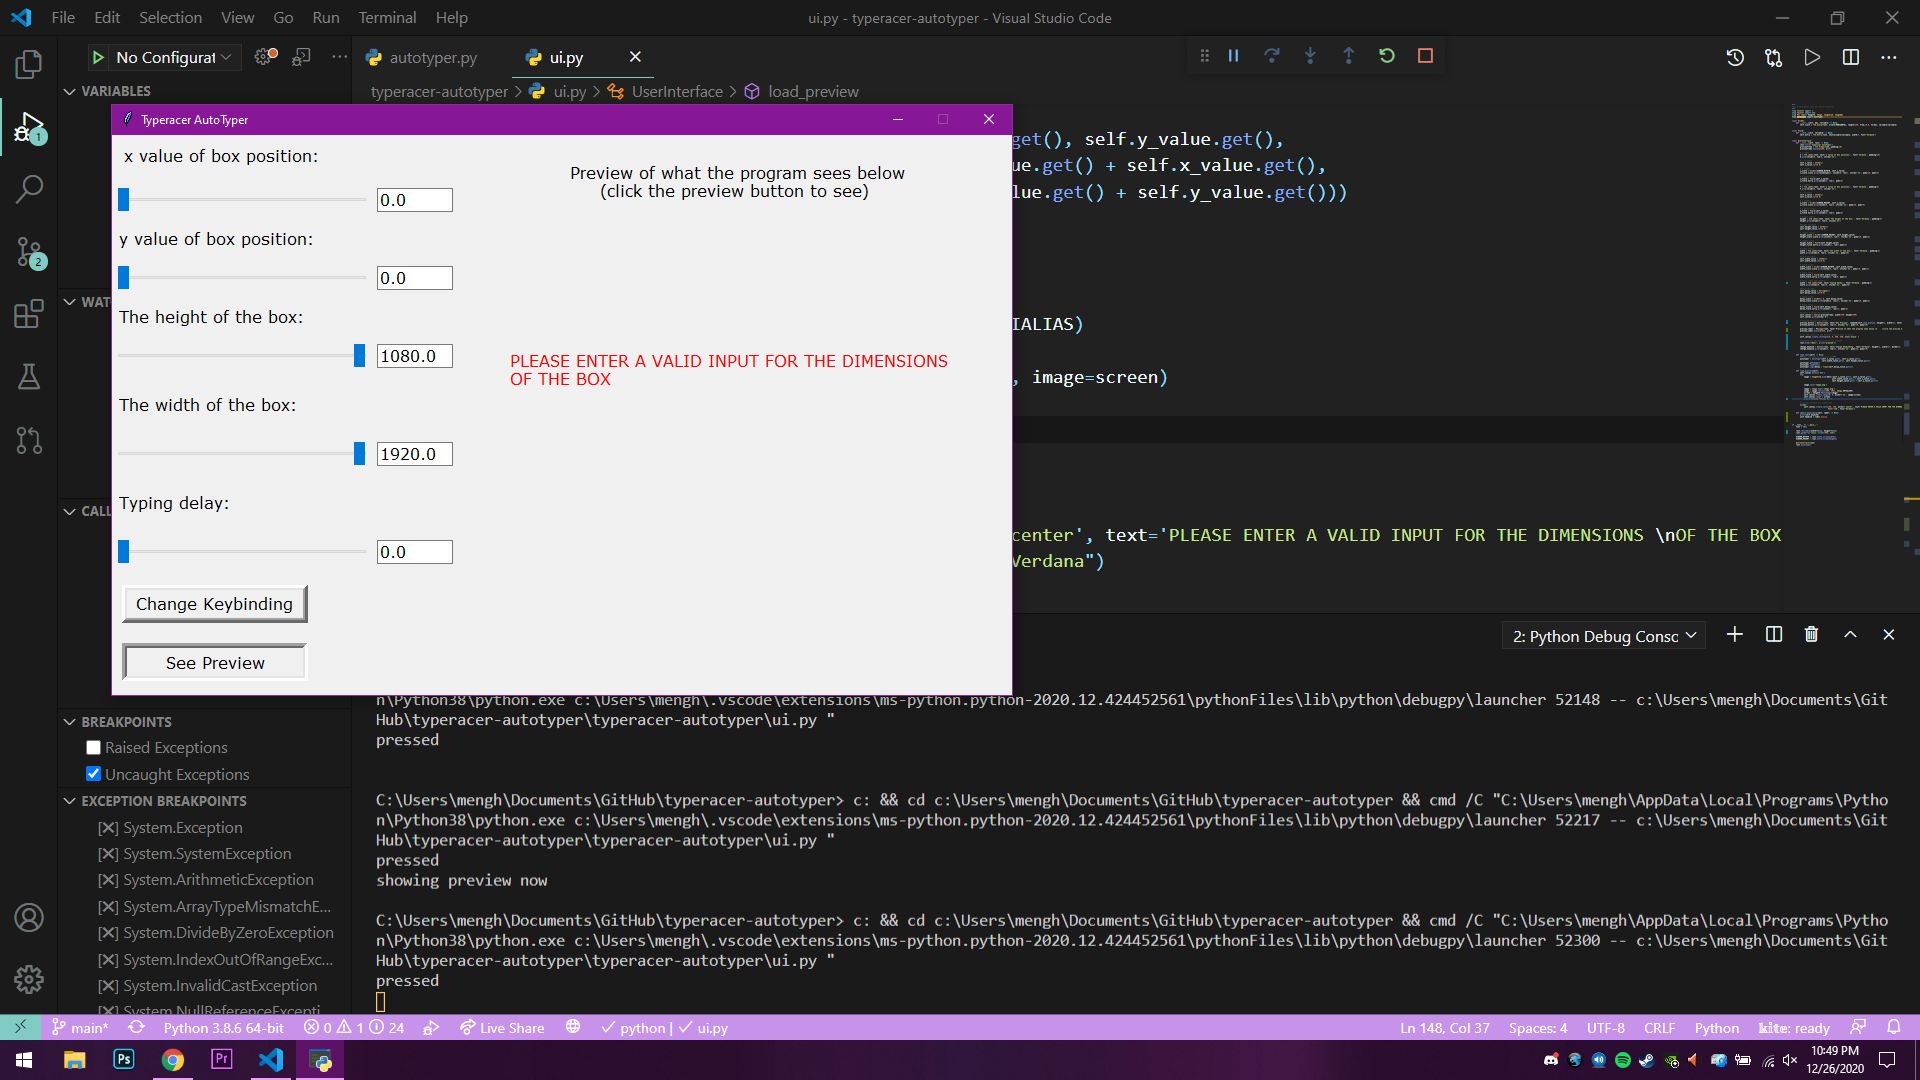 File Edit Selection View Go Run Terminal Help
ui.py - typeracer-autotyper - Visual Studio Code
No Configurat
autotyper.py
ui.py
VARIABLES
typeracer-autotyper > ui.py > UserInterface > load_preview
Typeracer AutoTyper
x value of box position:
0.0
y value of box position:
0.0
The height of the box:
1080.0
The width of the box:
1920.0
Typing delay:
0.0
Change Keybinding
See Preview
Preview of what the program sees below
(click the preview button to see)
PLEASE ENTER A VALID INPUT FOR THE DIMENSIONS
OF THE BOX
get(), self.y_value.get(),
ue.get() + self.x_value.get(),
lue.get() + self.y_value.get()))
IALIAS)
, image=screen)
center', text='PLEASE ENTER A VALID INPUT FOR THE DIMENSIONS \nOF THE BOX
Verdana")
WAT
CALL
2: Python Debug Consc
n\Python38\python.exe c:\Users\mengh\.vscode\extensions\ms-python.python-2020.12.424452561\pythonFiles\lib\python\debugpy\launcher 52148 -- c:\Users\mengh\Documents\Git
Hub\typeracer-autotyper\typeracer-autotyper\ui.py "
pressed
C:\Users\mengh\Documents\GitHub\typeracer-autotyper> c: && cd c:\Users\mengh\Documents\GitHub\typeracer-autotyper && cmd /C "C:\Users\mengh\AppData\Local\Programs\Pytho
n\Python38\python.exe c:\Users\mengh\.vscode\extensions\ms-python.python-2020.12.424452561\pythonFiles\lib\python\debugpy\launcher 52217 -- c:\Users\mengh\Documents\Git
Hub\typeracer-autotyper\typeracer-autotyper\ui.py "
pressed
showing preview now
C:\Users\mengh\Documents\GitHub\typeracer-autotyper> c: && cd c:\Users\mengh\Documents\GitHub\typeracer-autotyper && cmd /C "C:\Users\mengh\AppData\Local\Programs\Pytho
n\Python38\python.exe c:\Users\mengh\.vscode\extensions\ms-python.python-2020.12.424452561\pythonFiles\lib\python\debugpy\launcher 52300 -- c:\Users\mengh\Documents\Git
Hub\typeracer-autotyper\typeracer-autotyper\ui.py "
pressed
BREAKPOINTS
Raised Exceptions
Uncaught Exceptions
EXCEPTION BREAKPOINTS
System.Exception
System.SystemException
System.ArithmeticException
System.ArrayTypeMismatchE...
System.DivideByZeroException
System.IndexOutOfRangeExc...
System.InvalidCastException
System.NullReferenceExcepti
1
2
main* Python 3.8.6 64-bit 0 1 24 Live Share python | ui.py
Ln 148, Col 37 Spaces: 4 UTF-8 CRLF Python kite: ready
Ps Pr
10:49 PM
12/26/2020